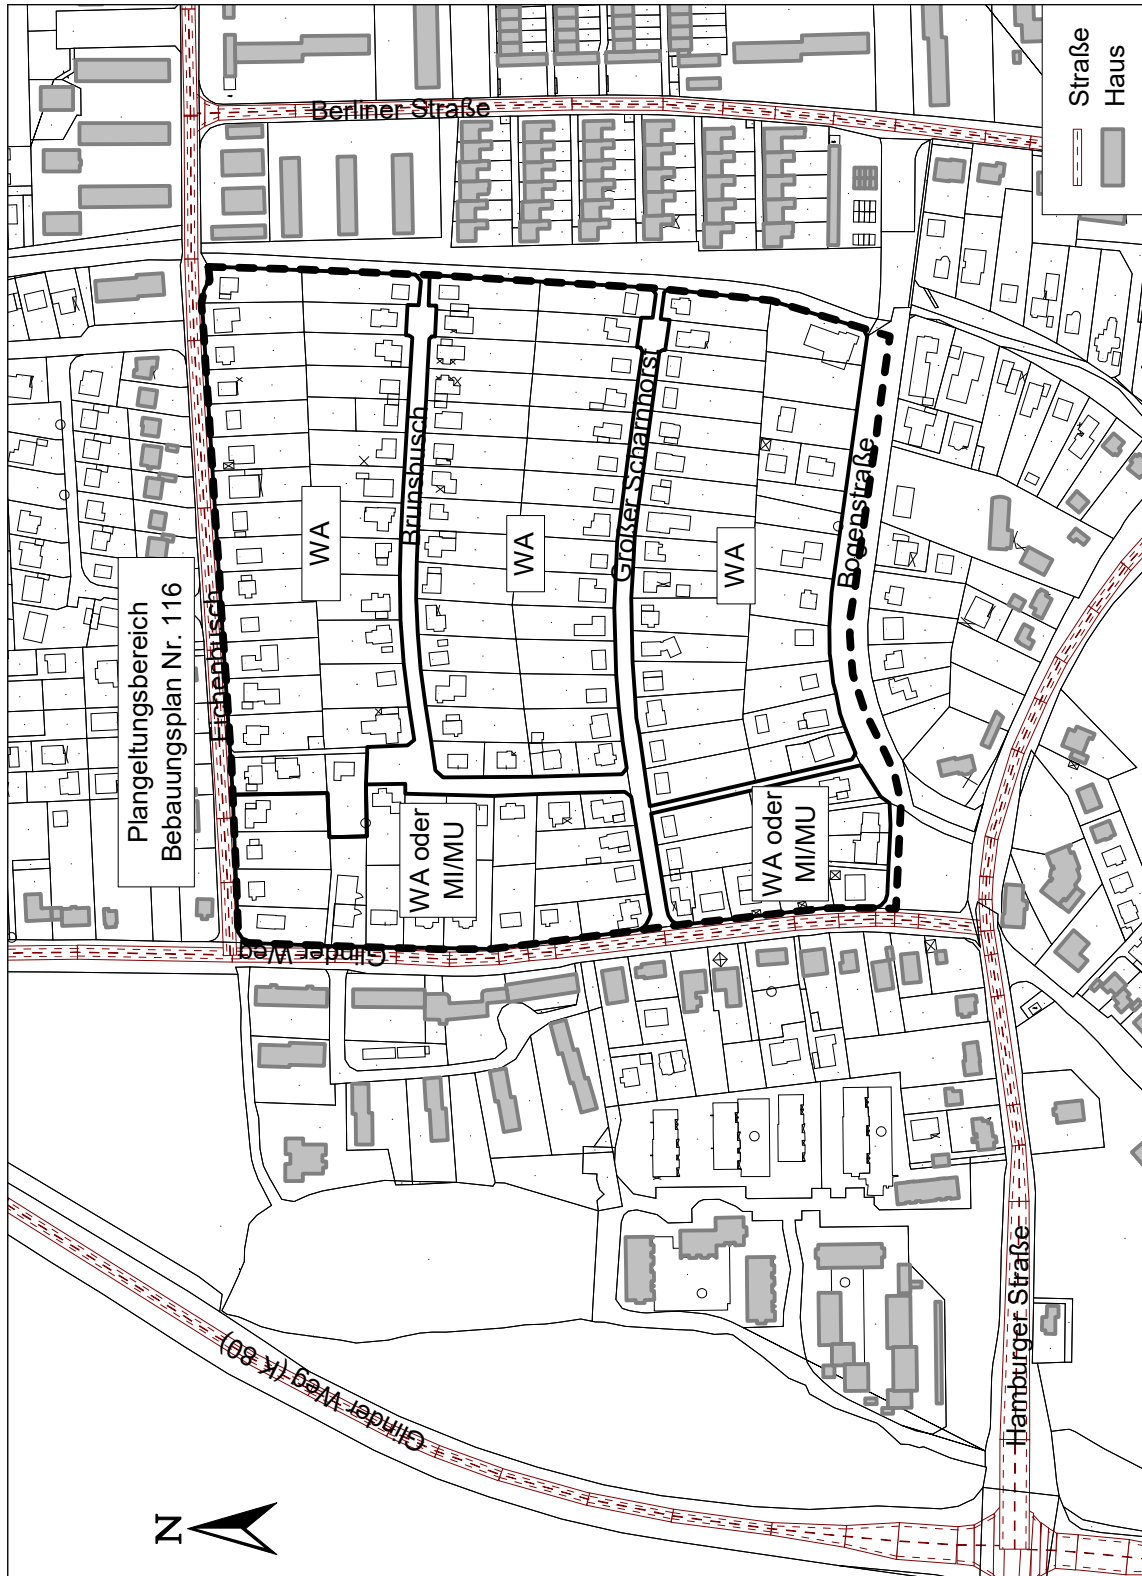 Plangeltungsbereich
Bebauungsplan Nr. 116
Eichenbusch
Berliner Straße
Brunsbusch
Großer Scharnhorst
Bogenstraße
WA
WA
WA
WA oder
MI/MU
WA oder
MI/MU
Glinder Weg
Glinder Weg (K 80)
Hamburger Straße
Straße
Haus
N